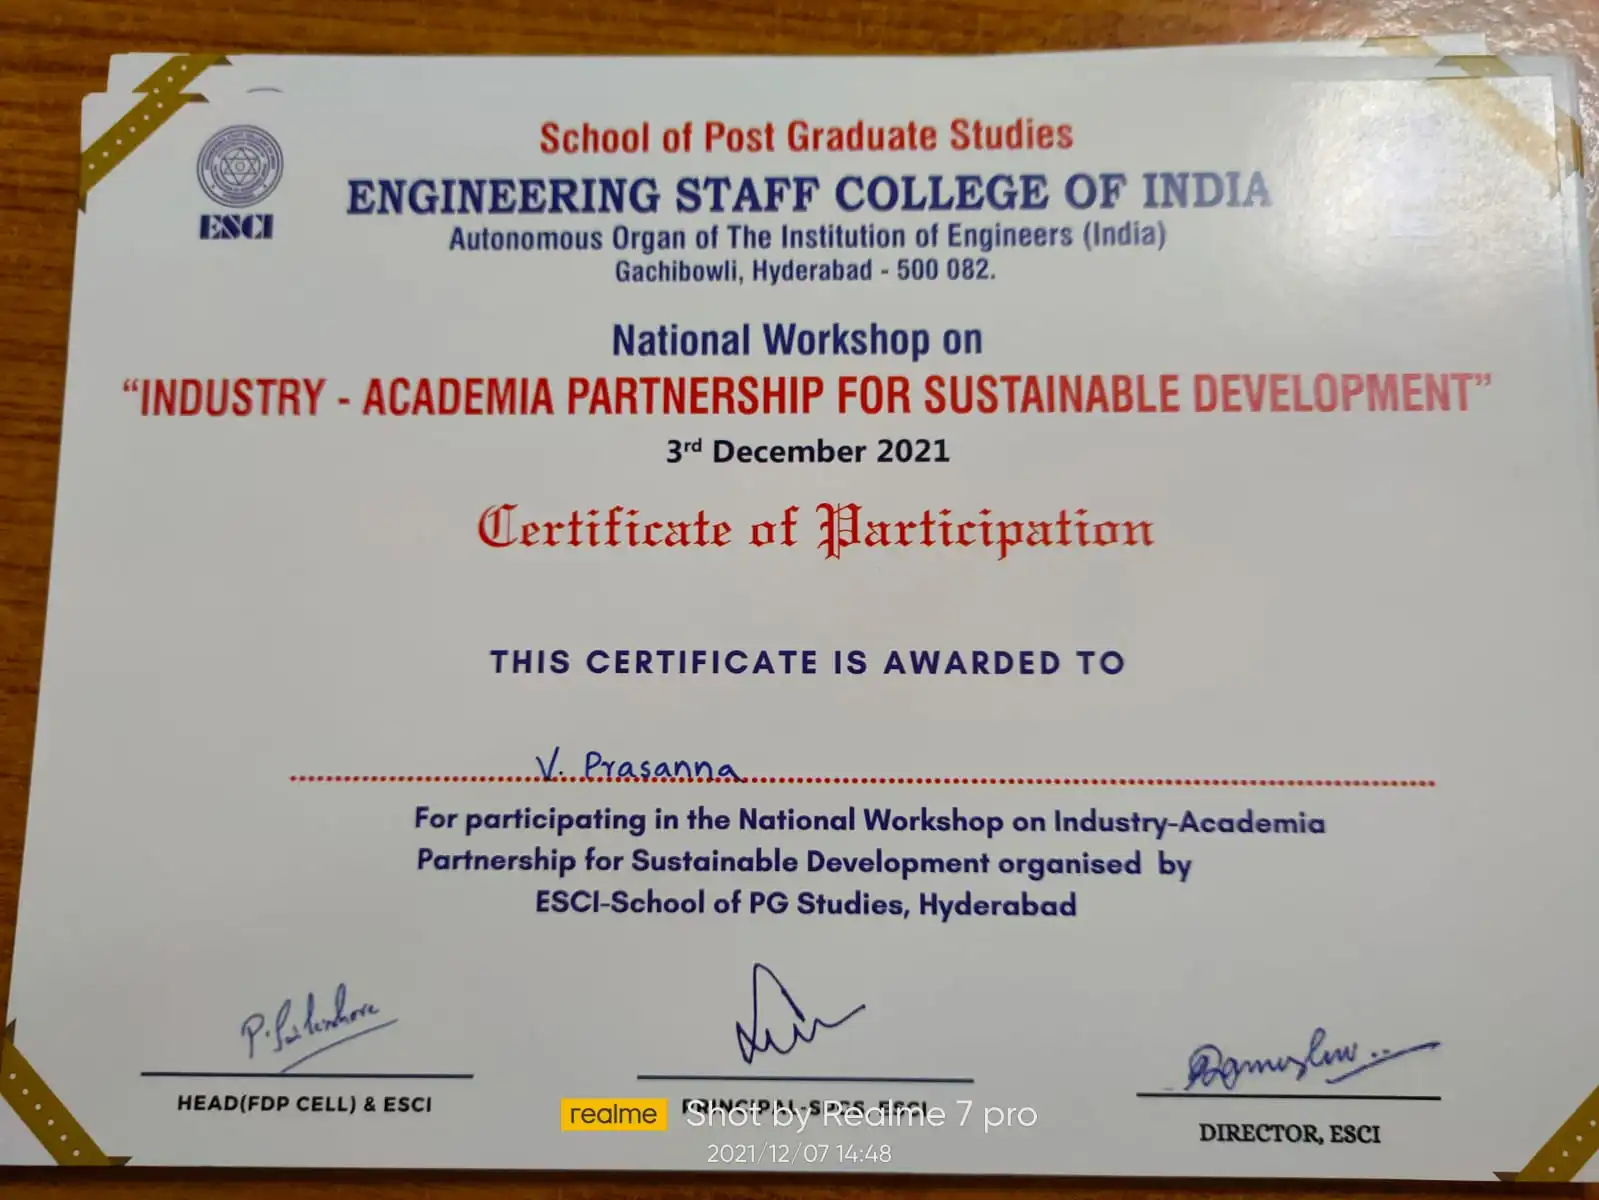 School of Post Graduate Studies
ENGINEERING STAFF COLLEGE OF INDIA
ESCI
Autonomous Organ of The Institution of Engineers (India)
Gachibowli, Hyderabad - 500 082.
National Workshop on
“INDUSTRY - ACADEMIA PARTNERSHIP FOR SUSTAINABLE DEVELOPMENT”
3rd December 2021
Certificate of Participation
THIS CERTIFICATE IS AWARDED TO
V. Prasanna
For participating in the National Workshop on Industry-Academia
Partnership for Sustainable Development organised by
ESCI-School of PG Studies, Hyderabad
HEAD(FDP CELL) & ESCI
PRINCIPAL-SPGS, ESCI
DIRECTOR, ESCI
realme Shot by Realme 7 pro
2021/12/07 14:48